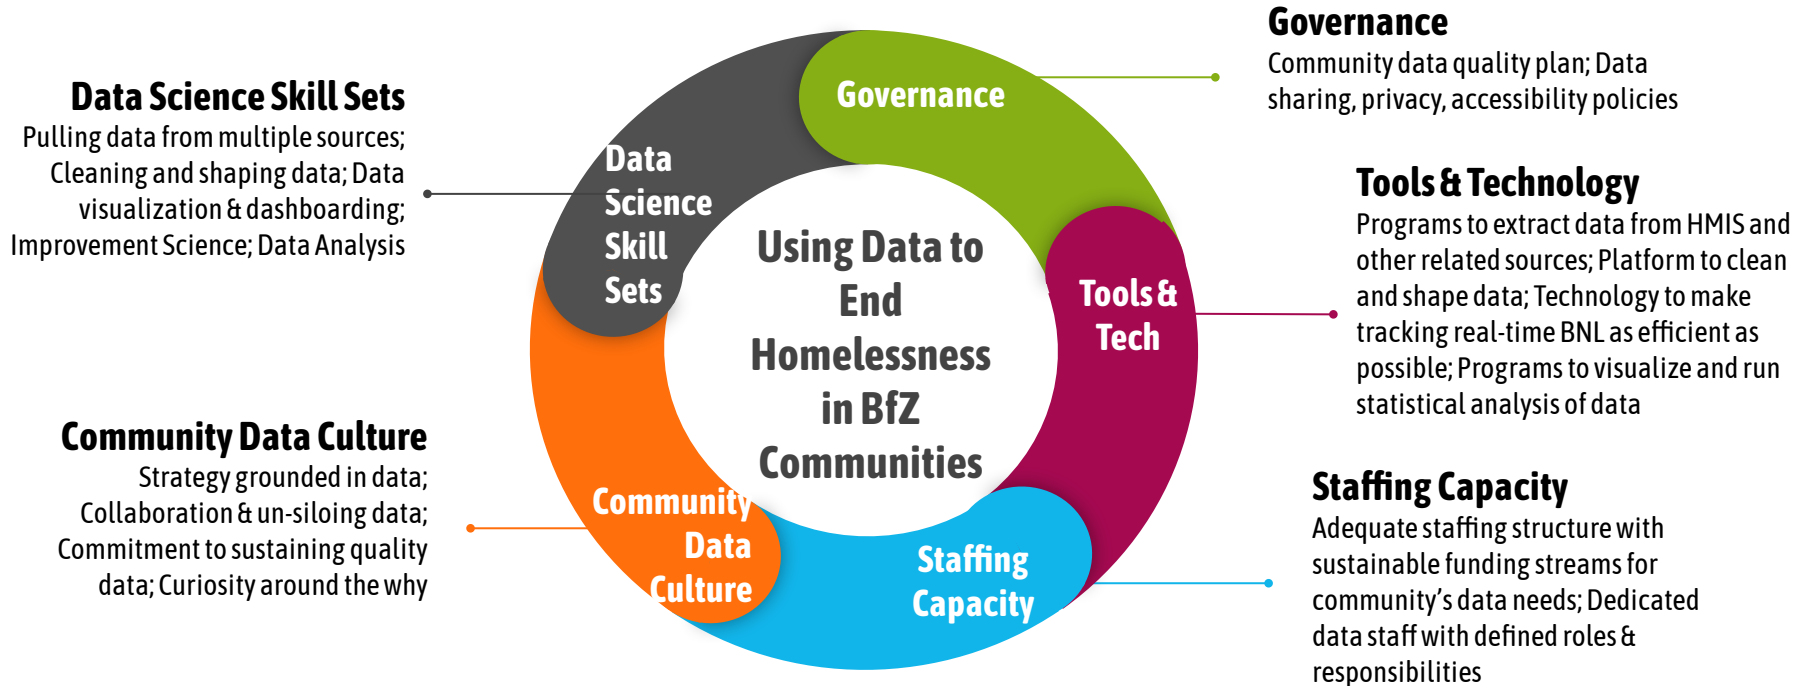 Data Science Skill Sets
Pulling data from multiple sources;
Cleaning and shaping data; Data
visualization & dashboarding;
Improvement Science; Data Analysis
Community Data Culture
Strategy grounded in data;
Collaboration & un-siloing data;
Commitment to sustaining quality
data; Curiosity around the why
Governance
Data
Science
Skill
Sets
Tools &
Tech
Community
Data
Culture
Staffing
Capacity
Using Data to
End
Homelessness
in BfZ
Communities
Governance
Community data quality plan; Data
sharing, privacy, accessibility policies
Tools & Technology
Programs to extract data from HMIS and
other related sources; Platform to clean
and shape data; Technology to make
tracking real-time BNL as efficient as
possible; Programs to visualize and run
statistical analysis of data
Staffing Capacity
Adequate staffing structure with
sustainable funding streams for
community’s data needs; Dedicated
data staff with defined roles &
responsibilities